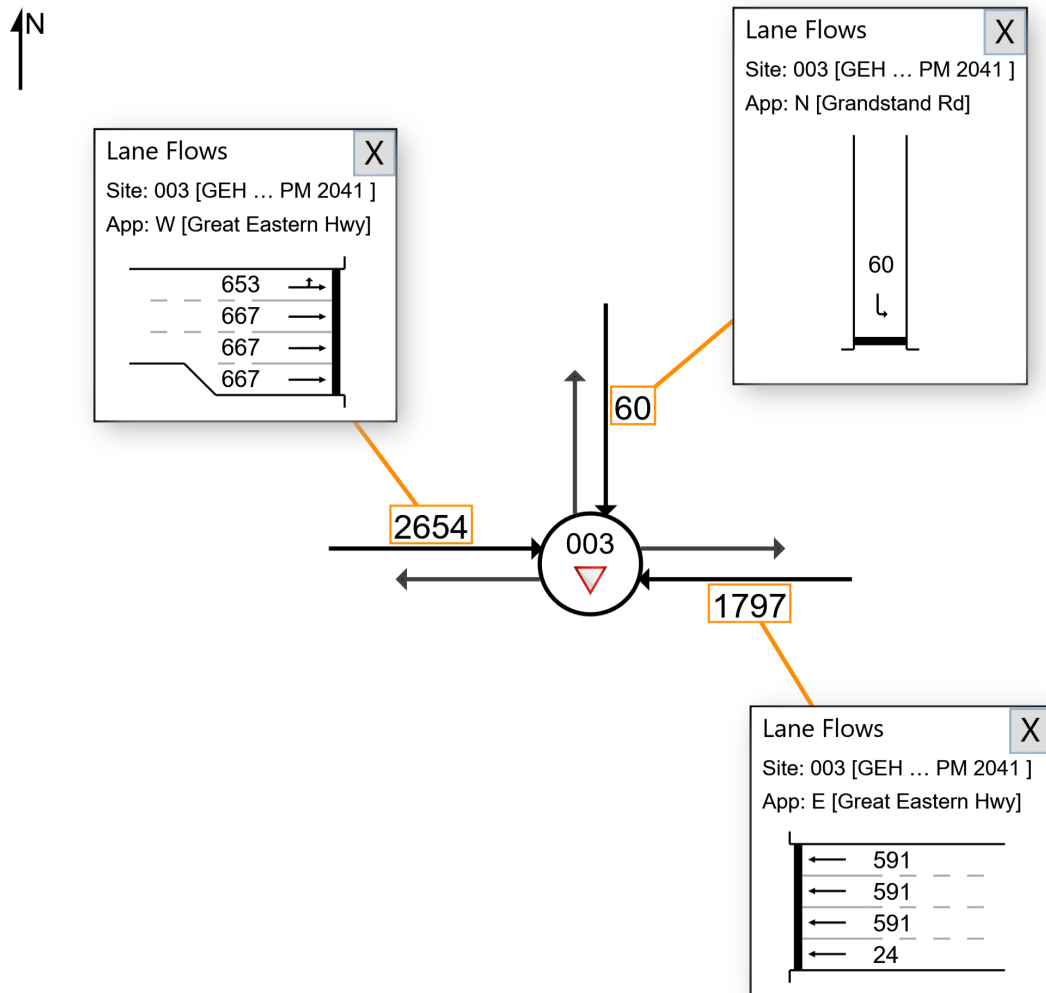 N
Lane Flows
X
Site: 003 [GEH ... PM 2041 ]
App: N [Grandstand Rd]
60
Lane Flows
X
Site: 003 [GEH ... PM 2041 ]
App: W [Great Eastern Hwy]
653
667
667
667
60
2654
003
1797
Lane Flows
X
Site: 003 [GEH ... PM 2041 ]
App: E [Great Eastern Hwy]
591
591
591
24